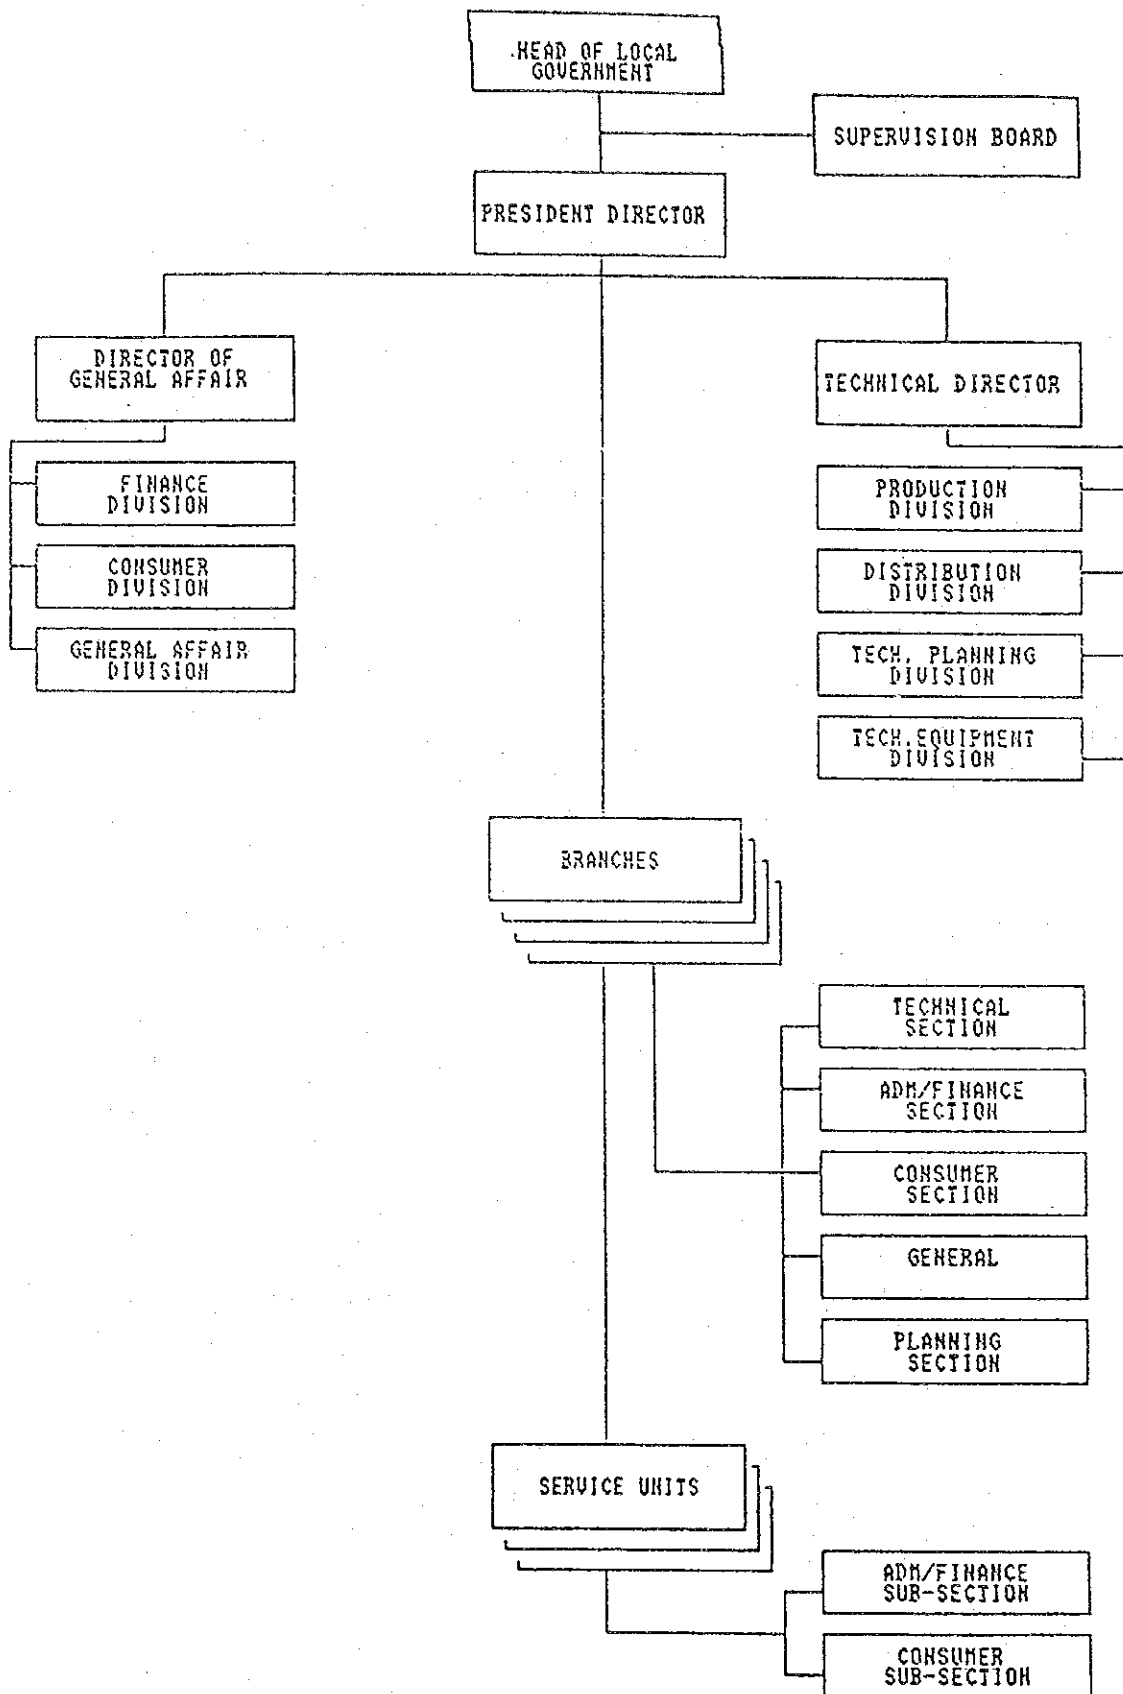 HEAD OF LOCAL
GOVERNMENT
SUPERVISION BOARD
PRESIDENT DIRECTOR
DIRECTOR OF
GENERAL AFFAIR
TECHNICAL DIRECTOR
FINANCE
DIVISION
CONSUMER
DIVISION
GENERAL AFFAIR
DIVISION
PRODUCTION
DIVISION
DISTRIBUTION
DIVISION
TECH. PLANNING
DIVISION
TECH.EQUIPMENT
DIVISION
BRANCHES
TECHNICAL
SECTION
ADM/FINANCE
SECTION
CONSUMER
SECTION
GENERAL
PLANNING
SECTION
SERVICE UNITS
ADM/FINANCE
SUB-SECTION
CONSUMER
SUB-SECTION